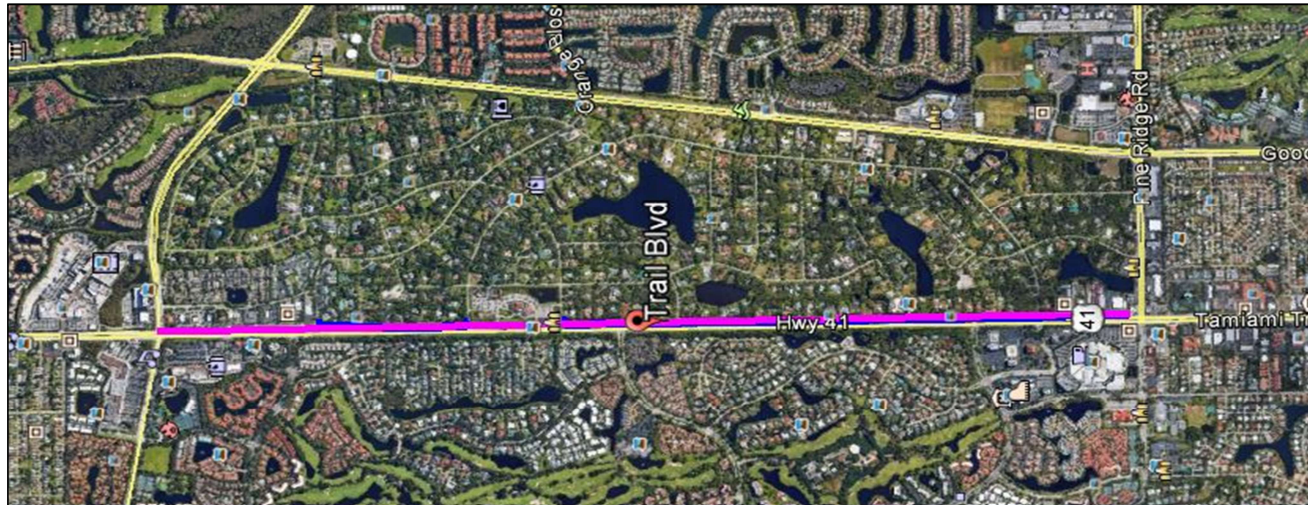 Orange Blos
Pine Ridge Rd
Good
Trail Blvd
Hwy 41
41
Tamiami Tr